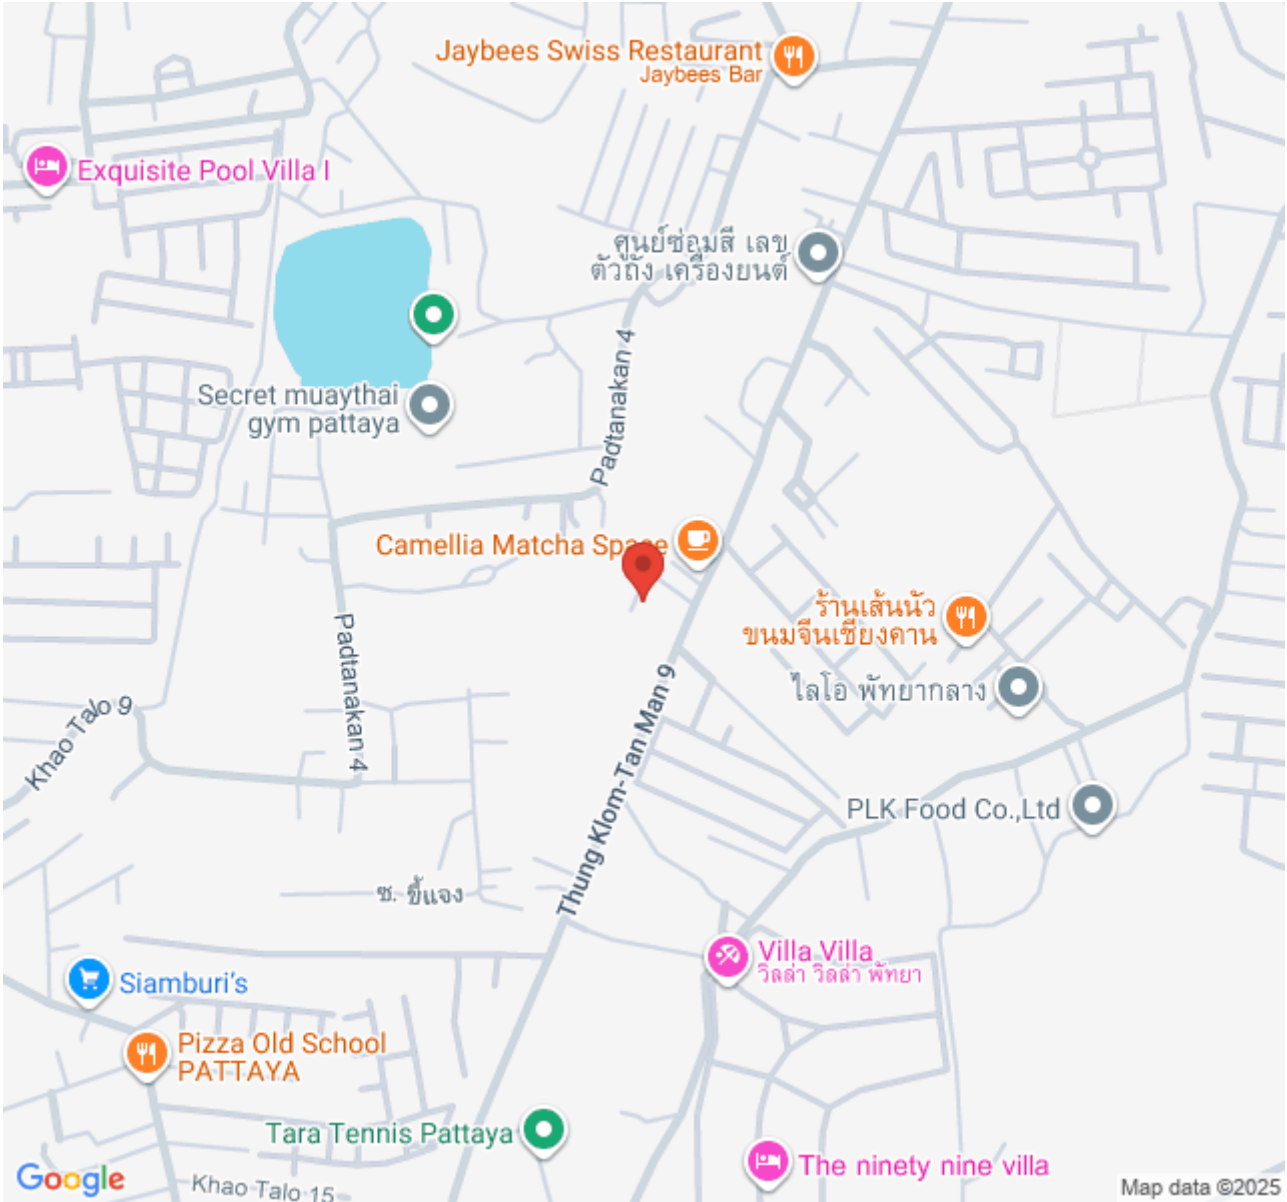 Jaybees Swiss Restaurant
Jaybees Bar
Exquisite Pool Villa I
ศูนย์ซ่อมสี เลข
ตัวถัง เครื่องยนต์
Padtanakan 4
Secret muaythai
gym pattaya
Camellia Matcha Space
ร้านเส้นนัว
ขนมจีนเชียงคาน
Padtanakan 4
ไลโอ พัทยากลาง
Khao Talo 9
Thung Klom-Tan Man 9
PLK Food Co.,Ltd
ซ. ขี้แจง
Villa Villa
วิลล่า วิลล่า พัทยา
Siamburi's
Pizza Old School
PATTAYA
Tara Tennis Pattaya
The ninety nine villa
Google
Khao Talo 15
Map data ©2025